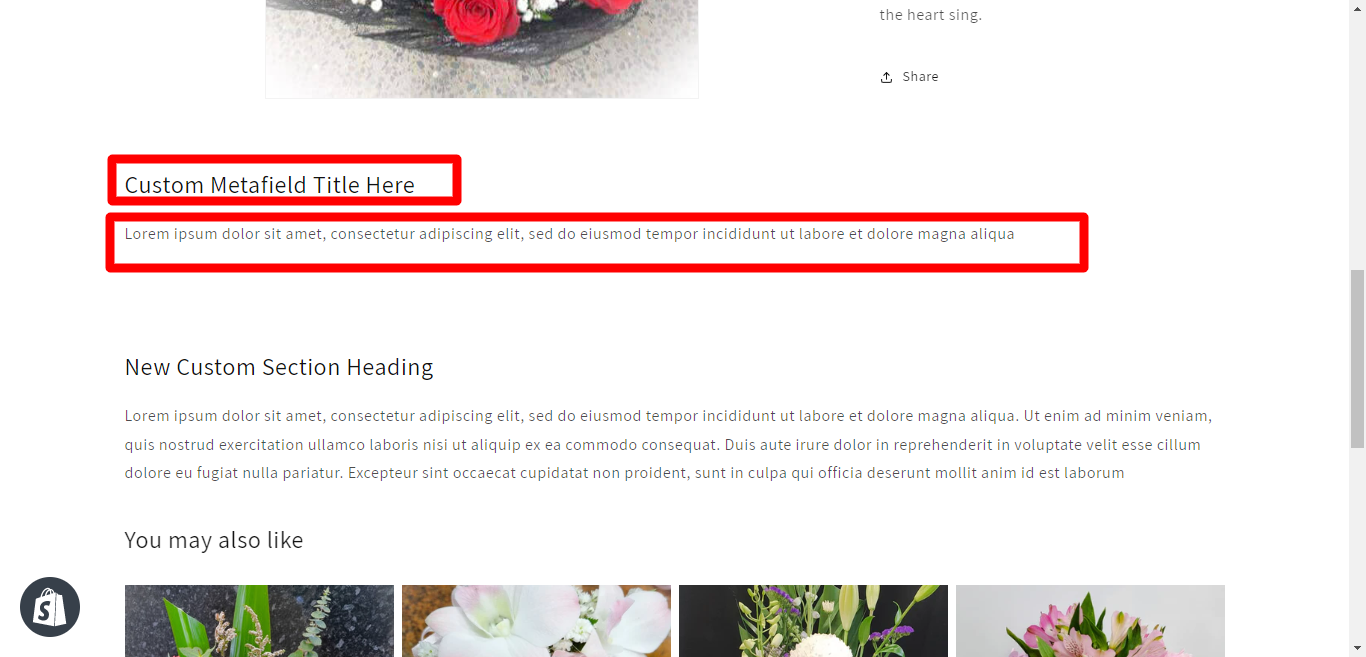 the heart sing.
Share
Custom Metafield Title Here
Lorem ipsum dolor sit amet, consectetur adipiscing elit, sed do eiusmod tempor incididunt ut labore et dolore magna aliqua
New Custom Section Heading
Lorem ipsum dolor sit amet, consectetur adipiscing elit, sed do eiusmod tempor incididunt ut labore et dolore magna aliqua. Ut enim ad minim veniam,
quis nostrud exercitation ullamco laboris nisi ut aliquip ex ea commodo consequat. Duis aute irure dolor in reprehenderit in voluptate velit esse cillum
dolore eu fugiat nulla pariatur. Excepteur sint occaecat cupidatat non proident, sunt in culpa qui officia deserunt mollit anim id est laborum
You may also like